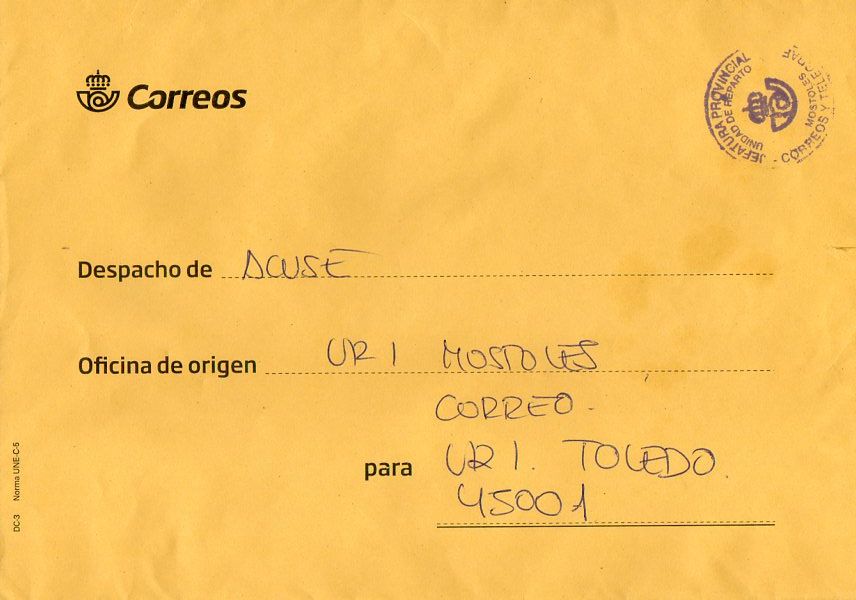 Correos
JEFATURA PROVINCIAL - CORREOS Y TELEGRAF
UNIDAD DE REPARTO
MOSTOLES
Despacho de ACUSE
Oficina de origen UR 1 MOSTOLES
CORREO.
para UR 1. TOLEDO.
45001
DC-3 Norma UNE-C-5